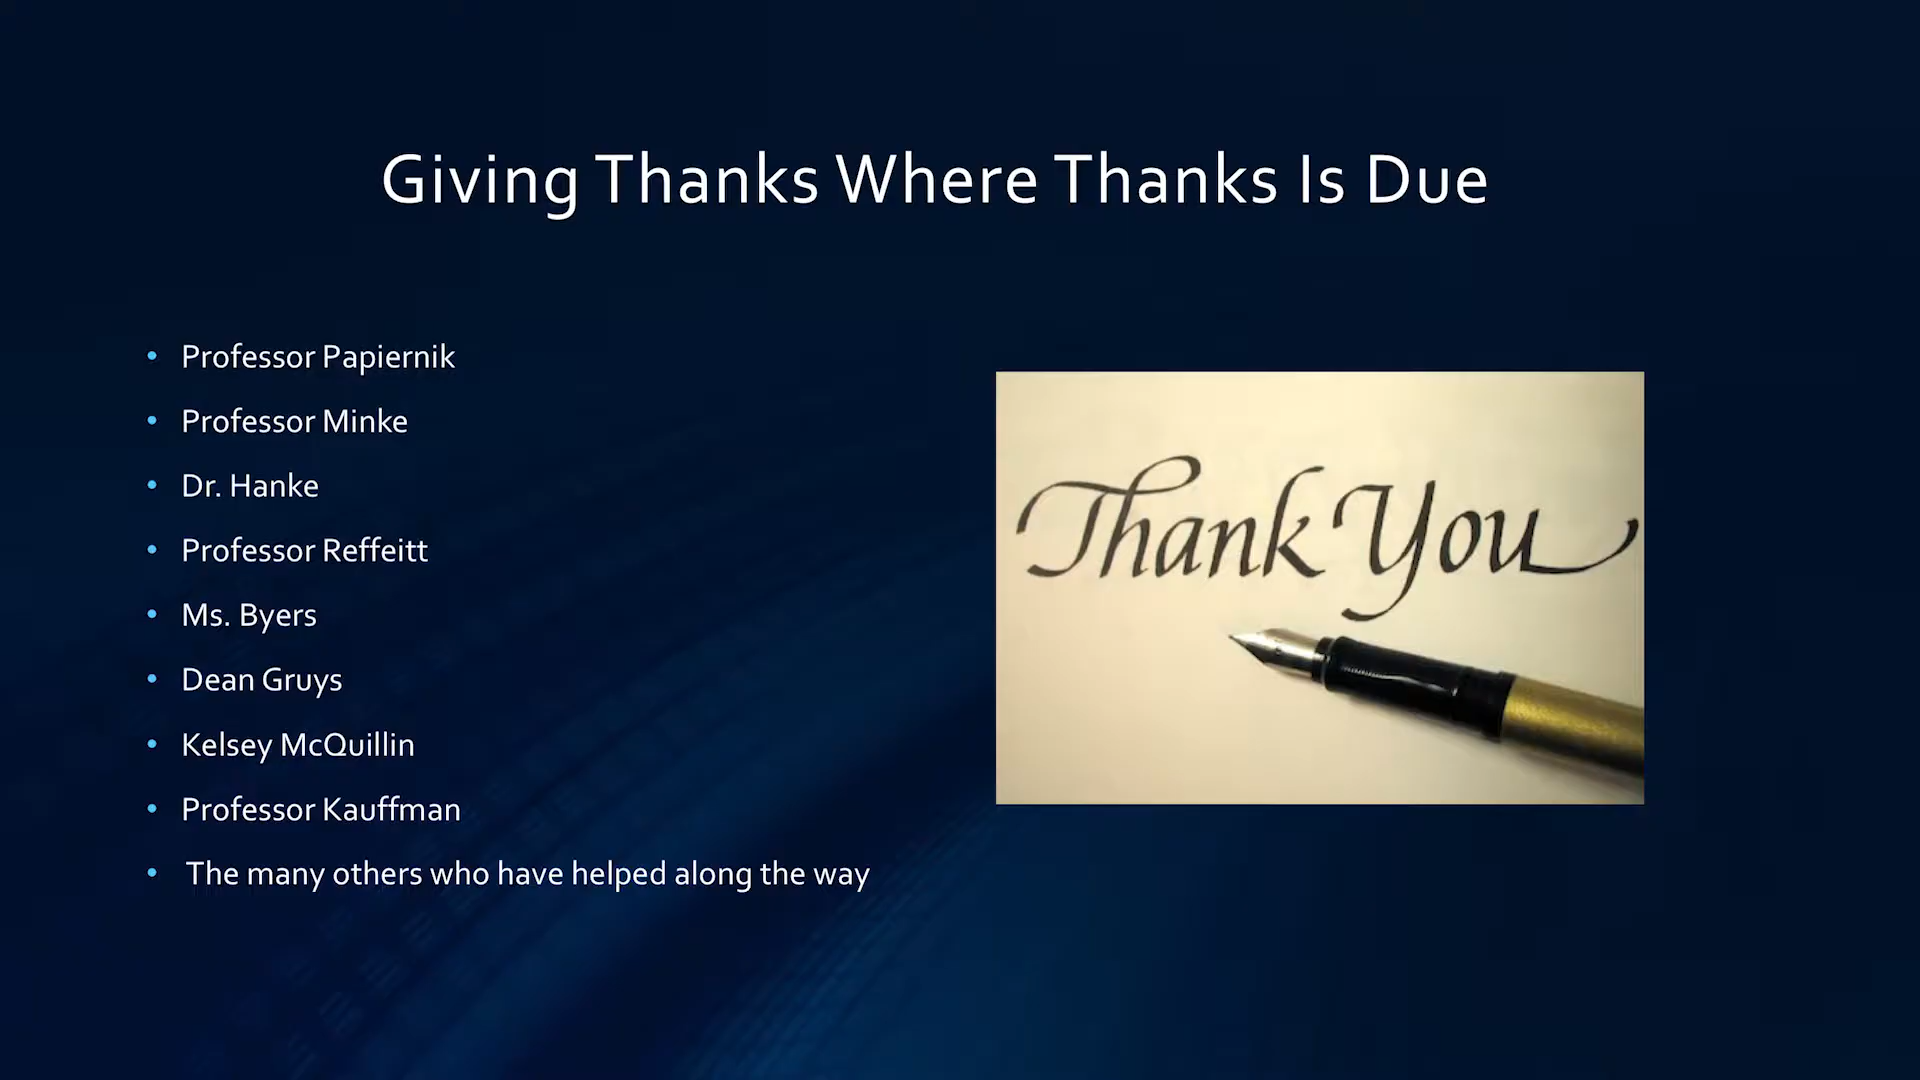 Giving Thanks Where Thanks Is Due
Professor Papiernik
Professor Minke
Dr. Hanke
Professor Reffeitt
Ms. Byers
Dean Gruys
Kelsey McQuillin
Professor Kauffman
The many others who have helped along the way
Thank You